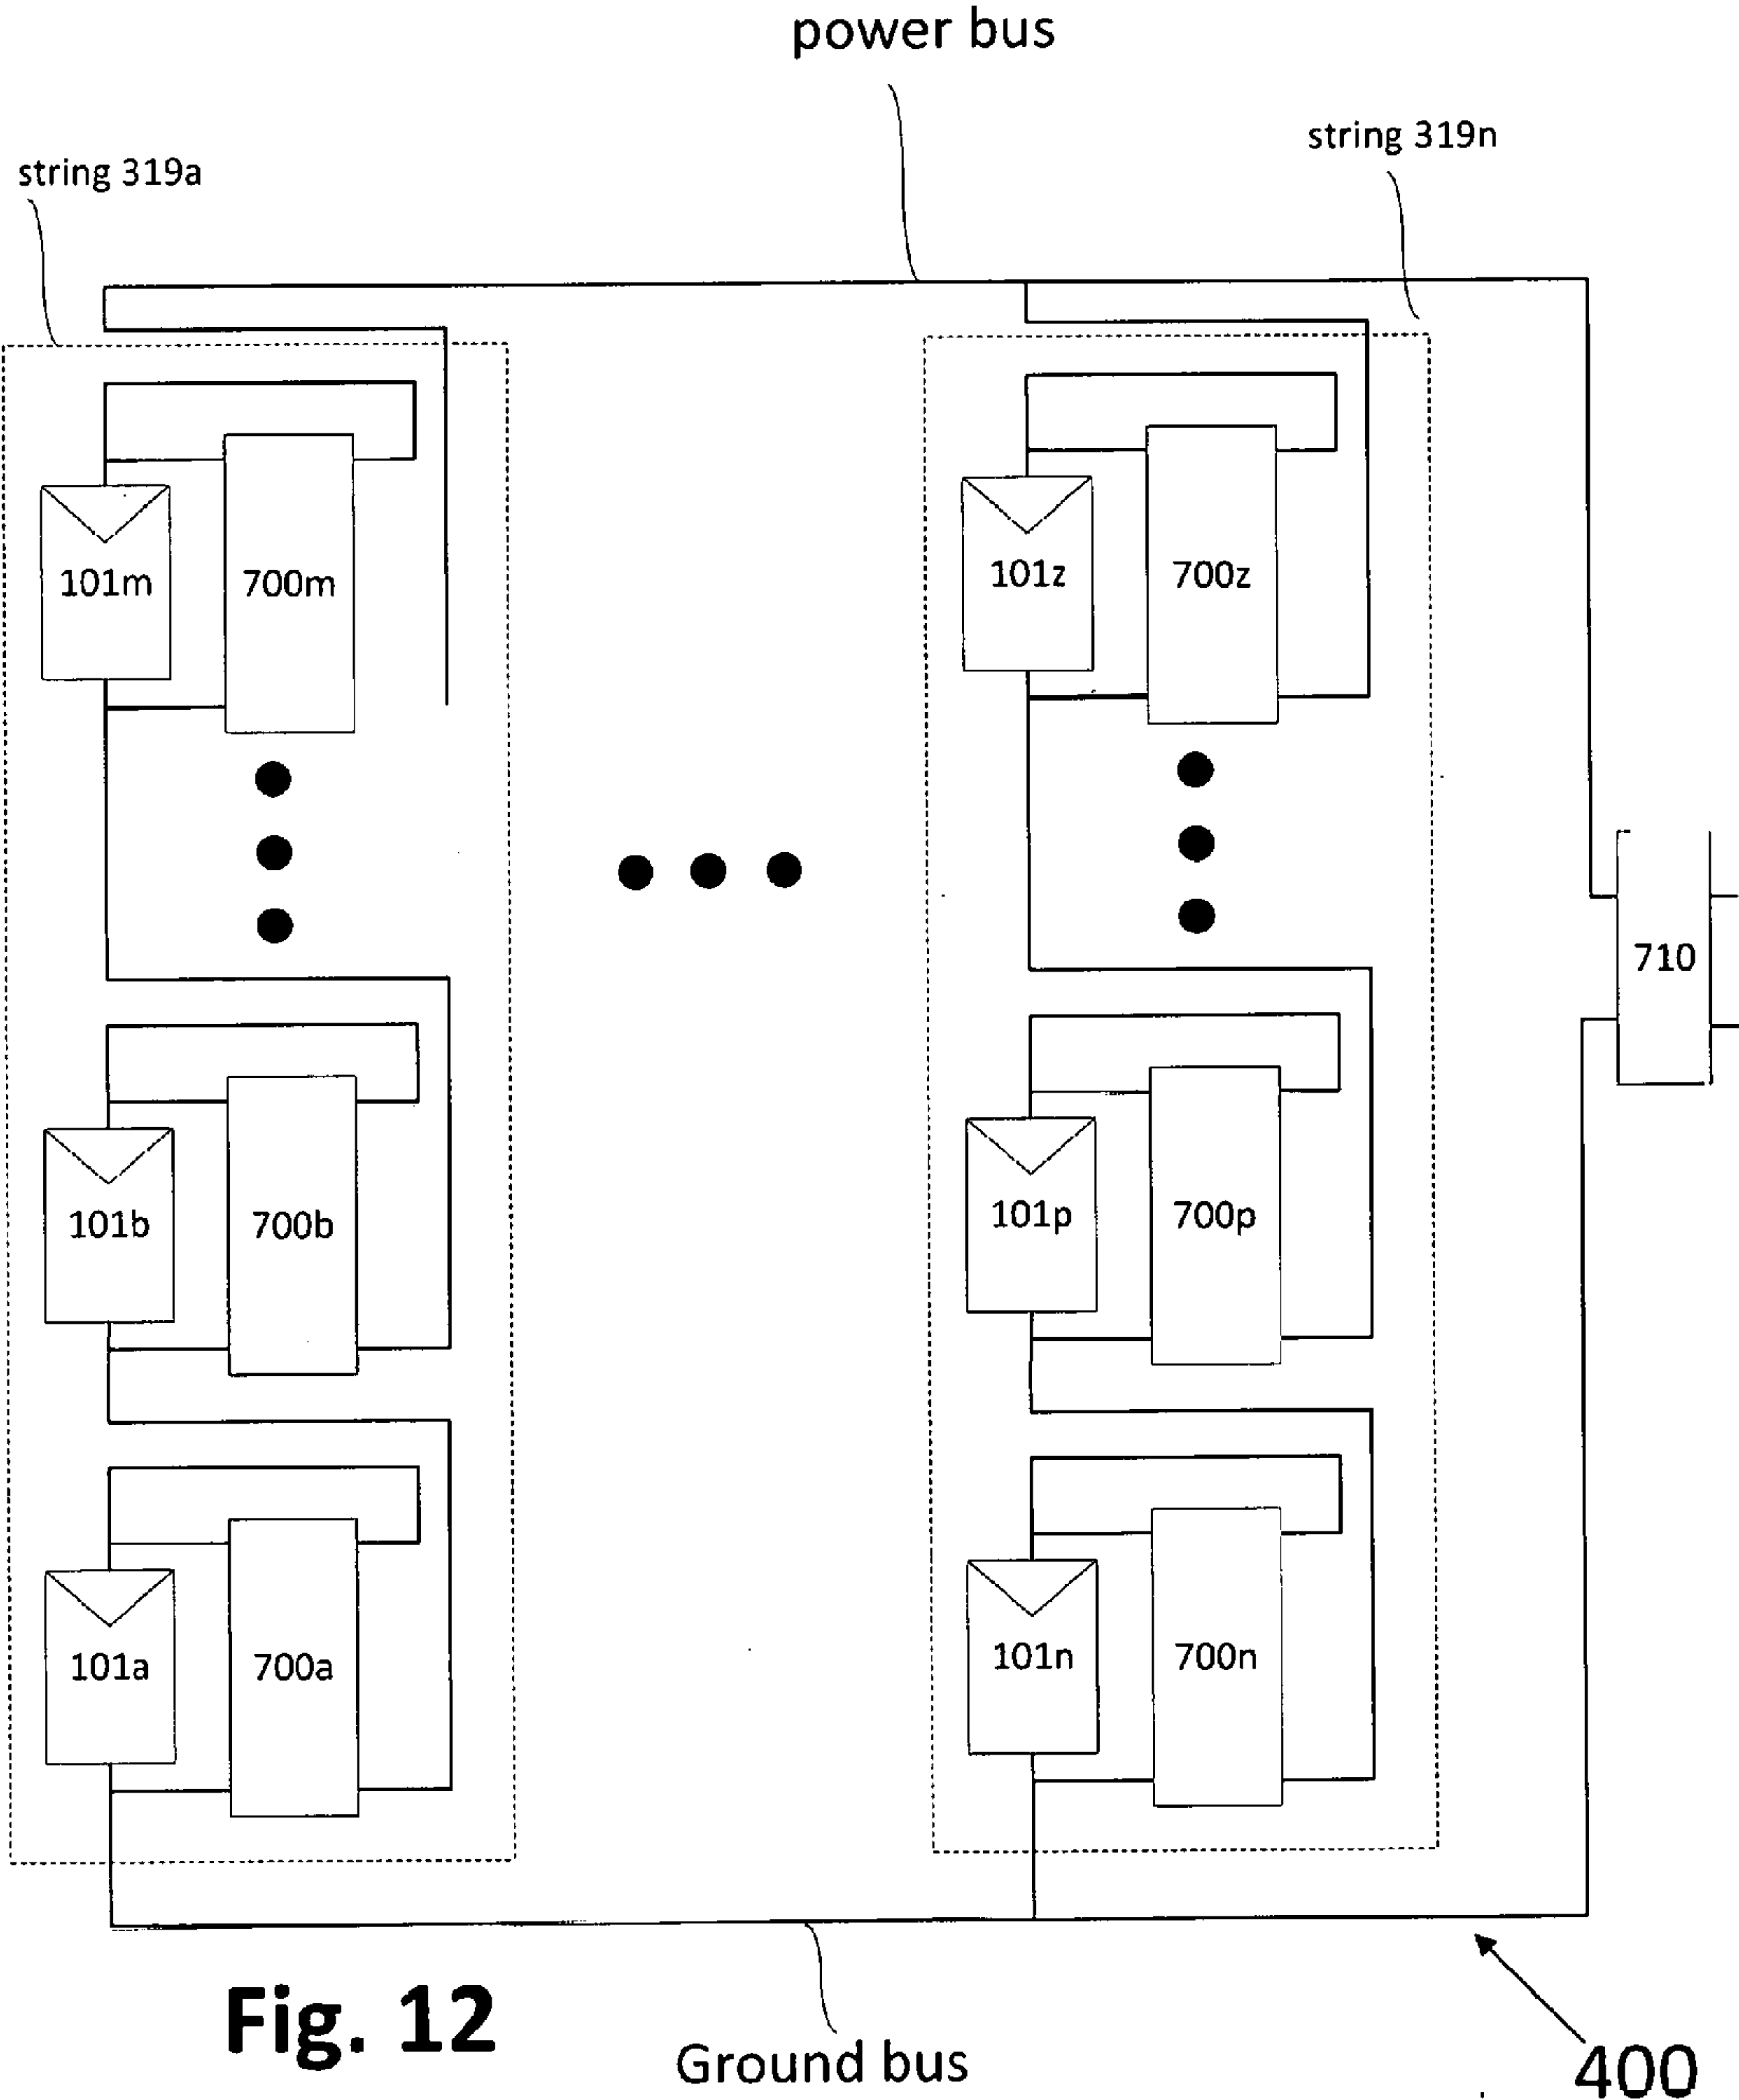 power bus
string 319n
string 319a
101m
700m
101z
700z
710
101b
700b
101p
700p
101a
700a
101n
700n
Fig. 12
Ground bus
400